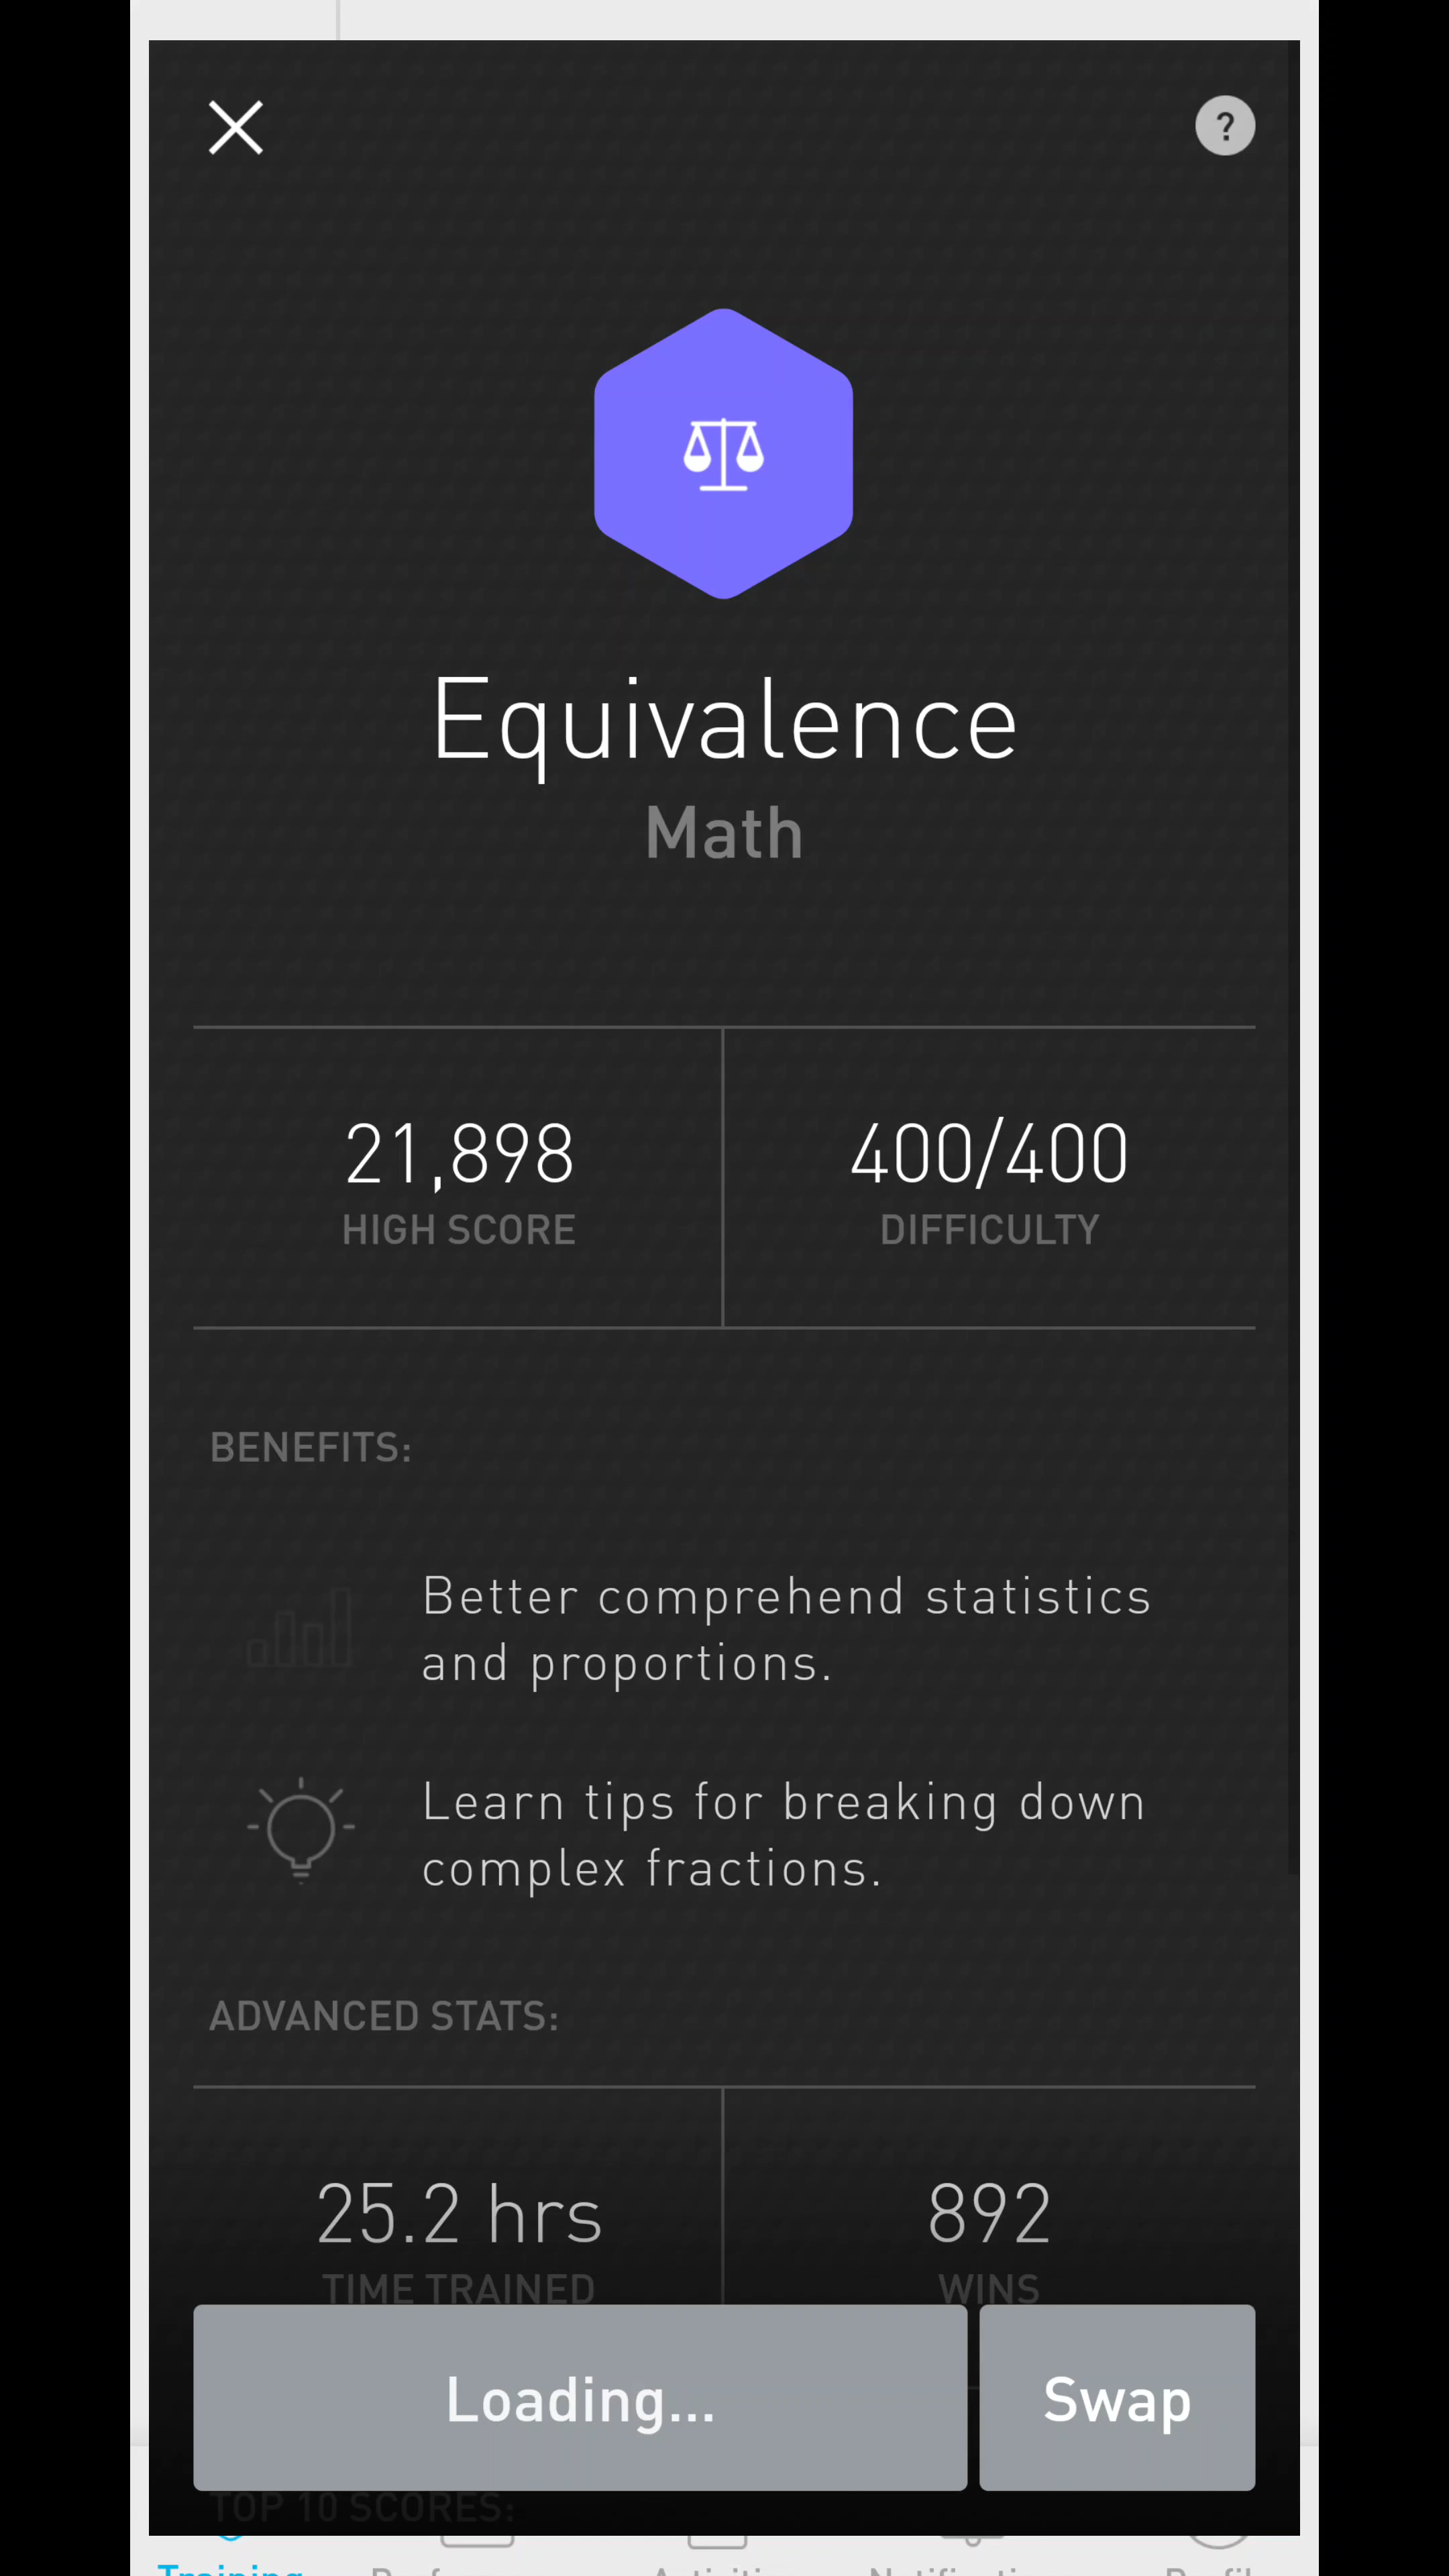 ?
Equivalence
Math
21,898
HIGH SCORE
400/400
DIFFICULTY
BENEFITS:
Better comprehend statistics
and proportions.
Learn tips for breaking down
complex fractions.
ADVANCED STATS:
25.2 hrs
TIME TRAINED
892
WINS
Loading...
Swap
TOP 10 SCORES:
Training